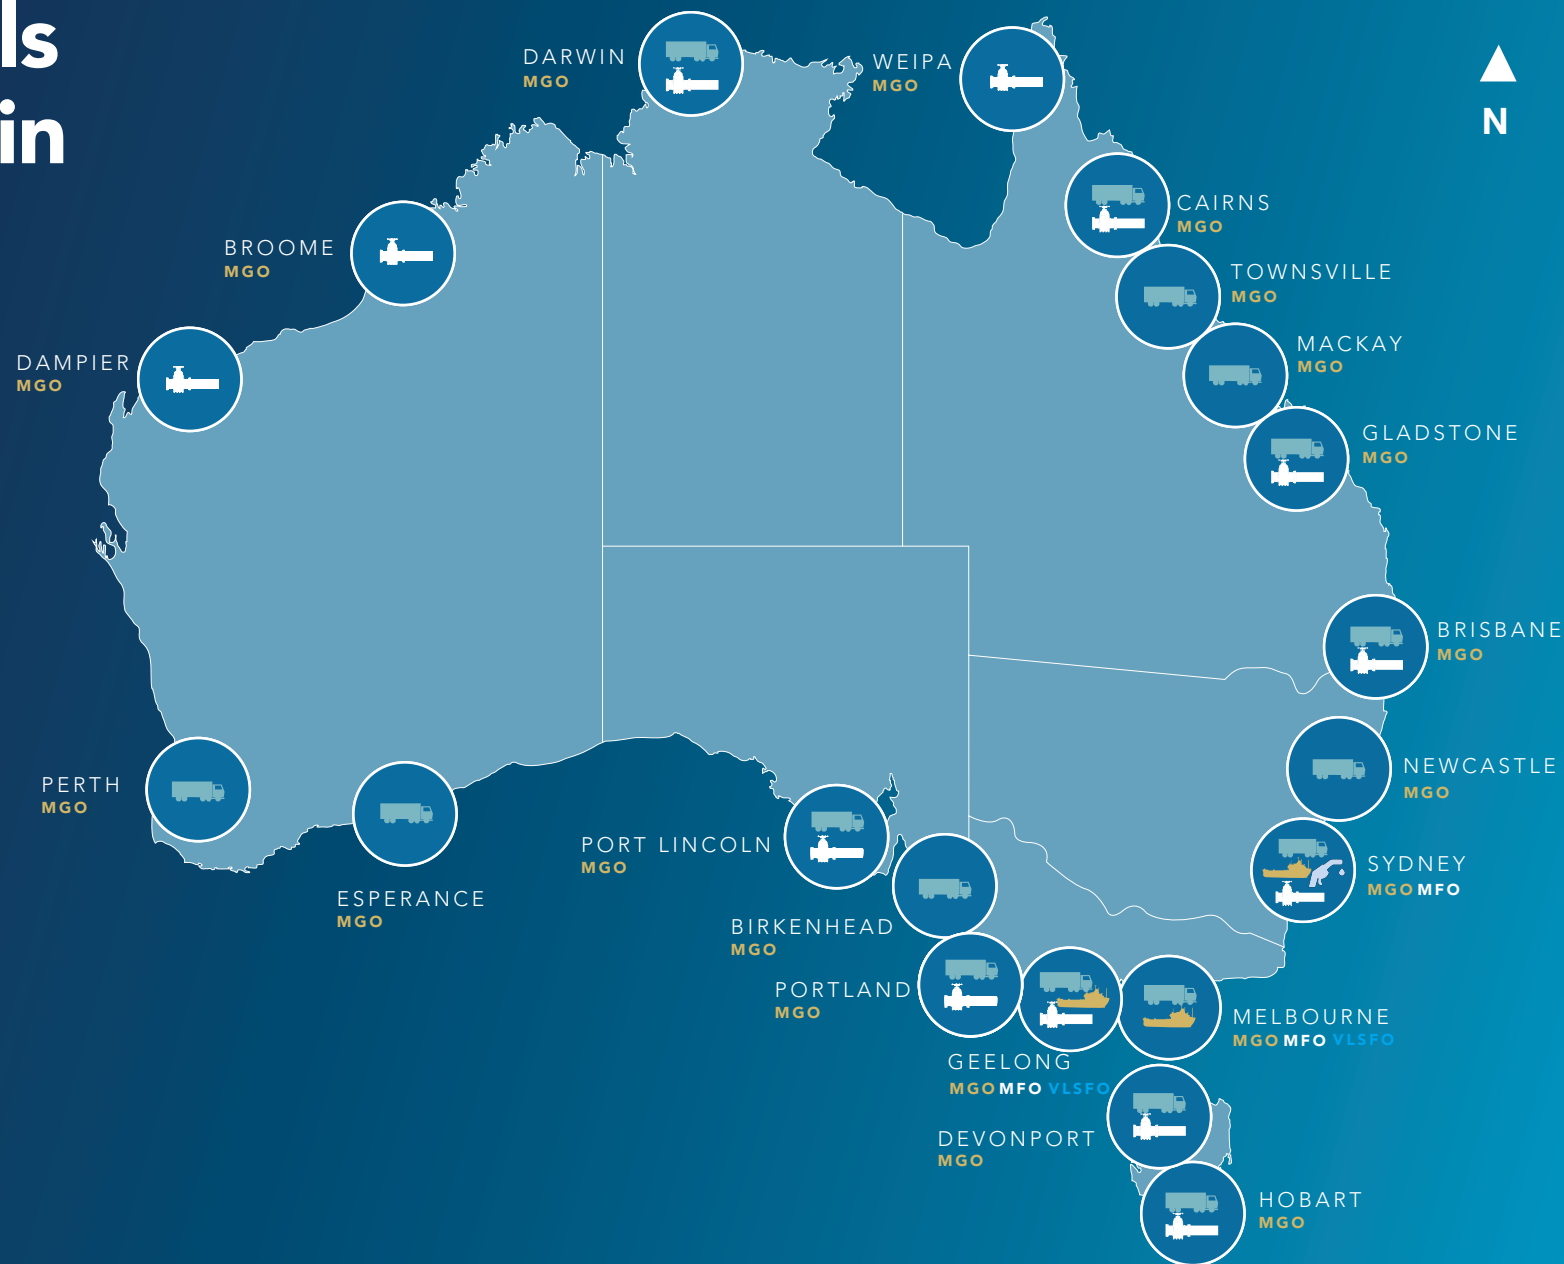 ls
in
N
DARWIN
MGO
WEIPA
MGO
CAIRNS
MGO
BROOME
MGO
TOWNSVILLE
MGO
DAMPIER
MGO
MACKAY
MGO
GLADSTONE
MGO
BRISBANE
MGO
NEWCASTLE
MGO
PERTH
MGO
PORT LINCOLN
MGO
SYDNEY
MGO MFO
ESPERANCE
MGO
BIRKENHEAD
MGO
PORTLAND
MGO
MELBOURNE
MGO MFO VLSFO
GEELONG
MGO MFO VLSFO
DEVONPORT
MGO
HOBART
MGO